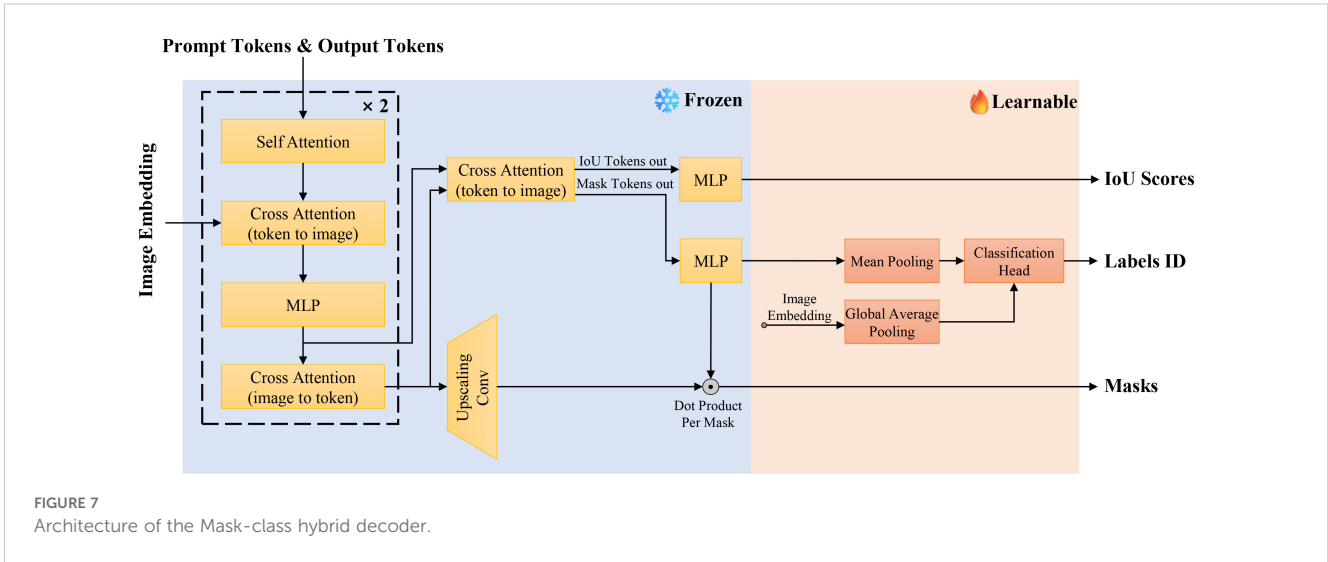 Prompt Tokens & Output Tokens
× 2
Frozen
Learnable
Self Attention
Image Embedding
Cross Attention
(token to image)
MLP
Cross Attention
(image to token)
Cross Attention
(token to image)
IoU Tokens out
Mask Tokens out
MLP
IoU Scores
MLP
Mean Pooling
Classification
Head
Labels ID
Image
Embedding
Global Average
Pooling
Upscaling
Conv
Dot Product
Per Mask
Masks
FIGURE 7
Architecture of the Mask-class hybrid decoder.